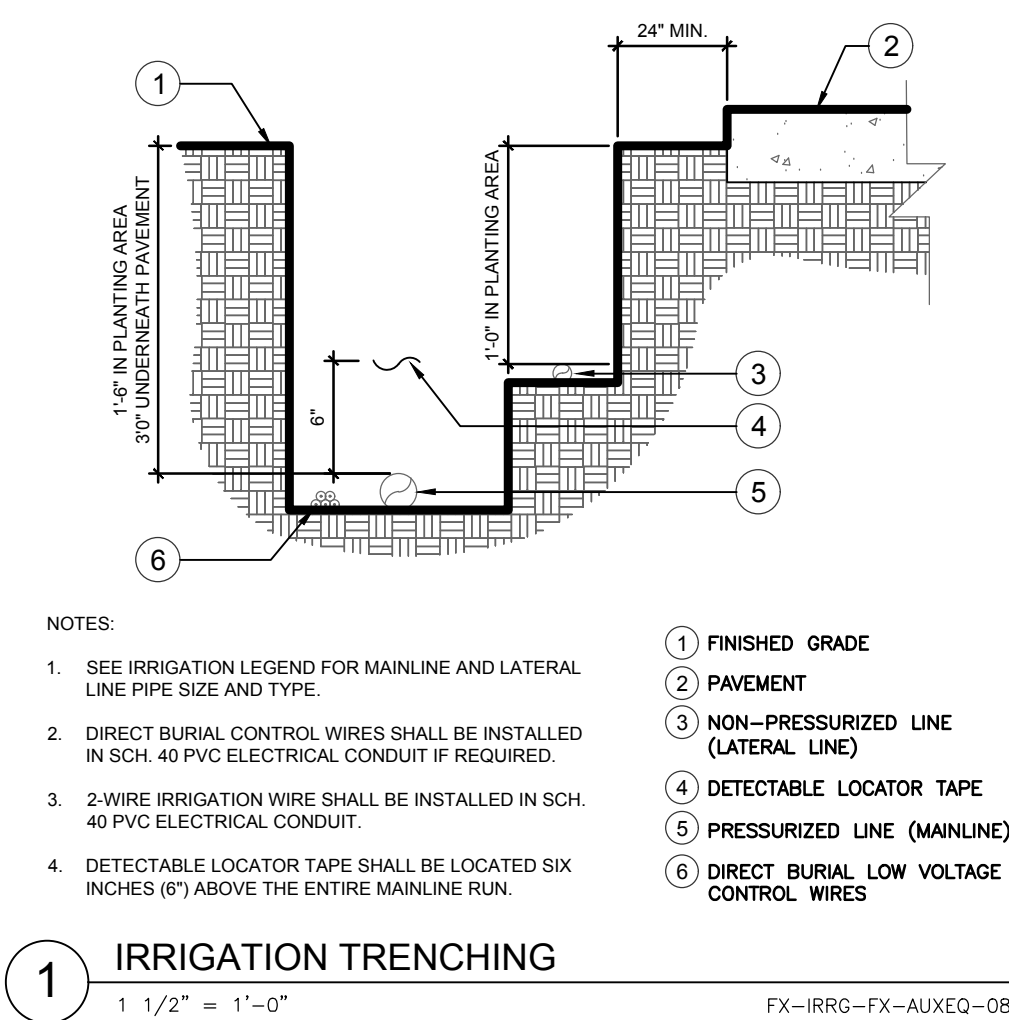 24" MIN.
1
2
1'-6" IN PLANTING AREA
3'0" UNDERNEATH PAVEMENT
1'-0" IN PLANTING AREA
6"
3
4
5
6
NOTES:
1. SEE IRRIGATION LEGEND FOR MAINLINE AND LATERAL
LINE PIPE SIZE AND TYPE.
2. DIRECT BURIAL CONTROL WIRES SHALL BE INSTALLED
IN SCH. 40 PVC ELECTRICAL CONDUIT IF REQUIRED.
3. 2-WIRE IRRIGATION WIRE SHALL BE INSTALLED IN SCH.
40 PVC ELECTRICAL CONDUIT.
4. DETECTABLE LOCATOR TAPE SHALL BE LOCATED SIX
INCHES (6") ABOVE THE ENTIRE MAINLINE RUN.
1 FINISHED GRADE
2 PAVEMENT
3 NON-PRESSURIZED LINE
(LATERAL LINE)
4 DETECTABLE LOCATOR TAPE
5 PRESSURIZED LINE (MAINLINE)
6 DIRECT BURIAL LOW VOLTAGE
CONTROL WIRES
1 IRRIGATION TRENCHING
1 1/2" = 1'-0"
FX-IRRG-FX-AUXEQ-08